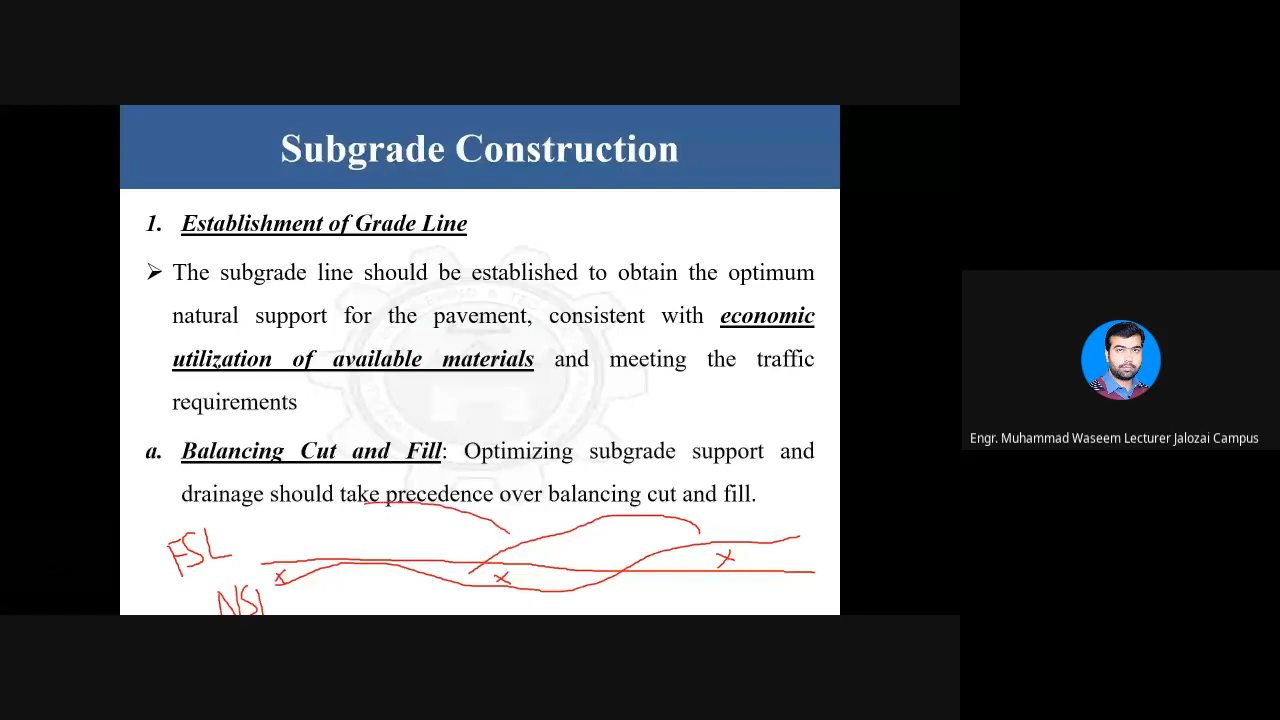 Subgrade Construction
1. Establishment of Grade Line
➢ The subgrade line should be established to obtain the optimum
natural support for the pavement, consistent with economic
utilization of available materials and meeting the traffic
requirements
a. Balancing Cut and Fill: Optimizing subgrade support and
drainage should take precedence over balancing cut and fill.
FSL
x x x
NSL
Engr. Muhammad Waseem Lecturer Jalozai Campus